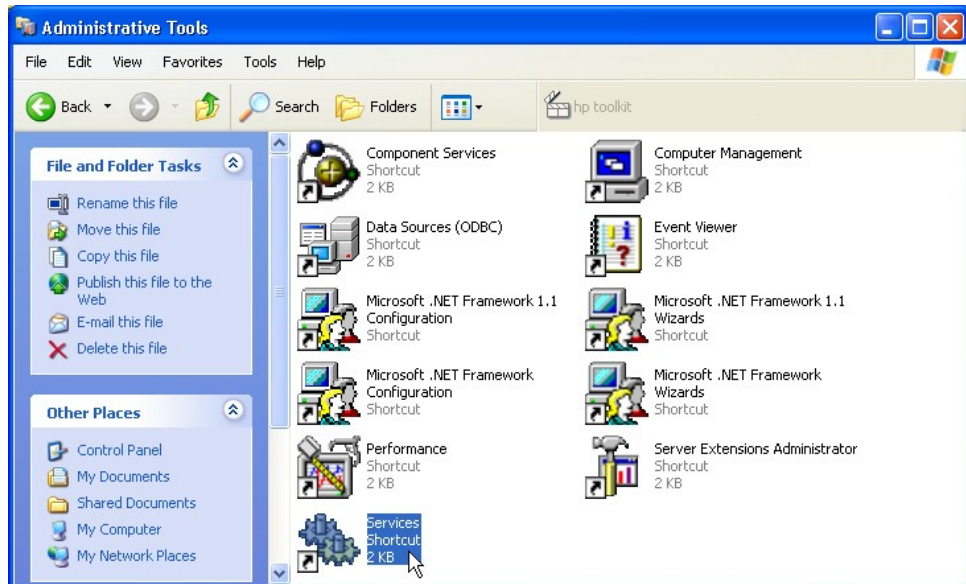 Administrative Tools
File Edit View Favorites Tools Help
Back Search Folders hp toolkit
File and Folder Tasks
Rename this file
Move this file
Copy this file
Publish this file to the
Web
E-mail this file
Delete this file
Other Places
Control Panel
My Documents
Shared Documents
My Computer
My Network Places
Component Services
Shortcut
2 KB
Computer Management
Shortcut
2 KB
Data Sources (ODBC)
Shortcut
2 KB
Event Viewer
Shortcut
2 KB
Microsoft .NET Framework 1.1
Configuration
Shortcut
Microsoft .NET Framework 1.1
Wizards
Shortcut
Microsoft .NET Framework
Configuration
Shortcut
Microsoft .NET Framework
Wizards
Shortcut
Performance
Shortcut
2 KB
Server Extensions Administrator
Shortcut
2 KB
Services
Shortcut
2 KB